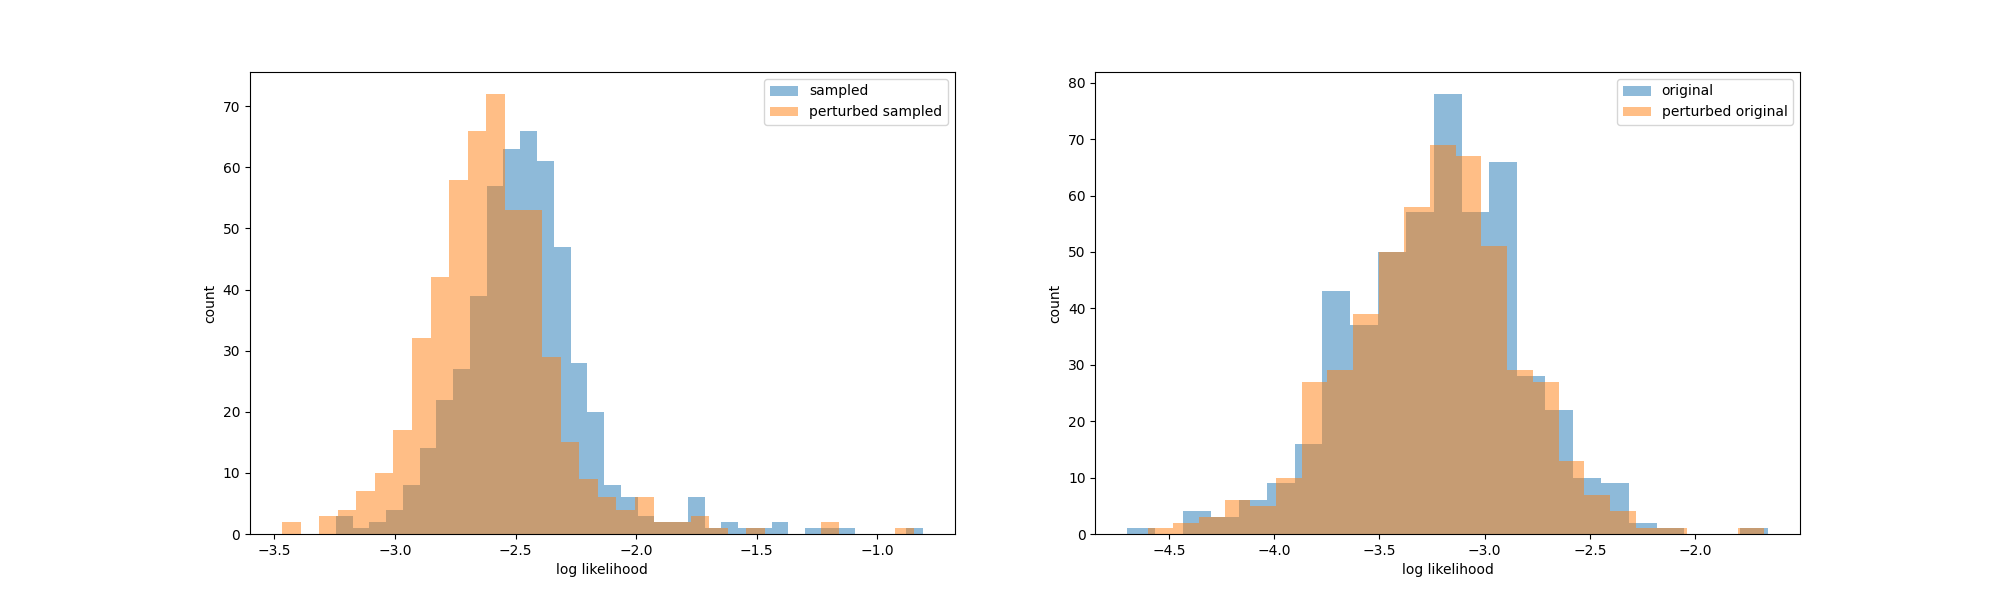 sampled
perturbed sampled
count
70
60
50
40
30
20
10
0
−3.5 −3.0 −2.5 −2.0 −1.5 −1.0
log likelihood
original
perturbed original
count
80
70
60
50
40
30
20
10
0
−4.5 −4.0 −3.5 −3.0 −2.5 −2.0
log likelihood